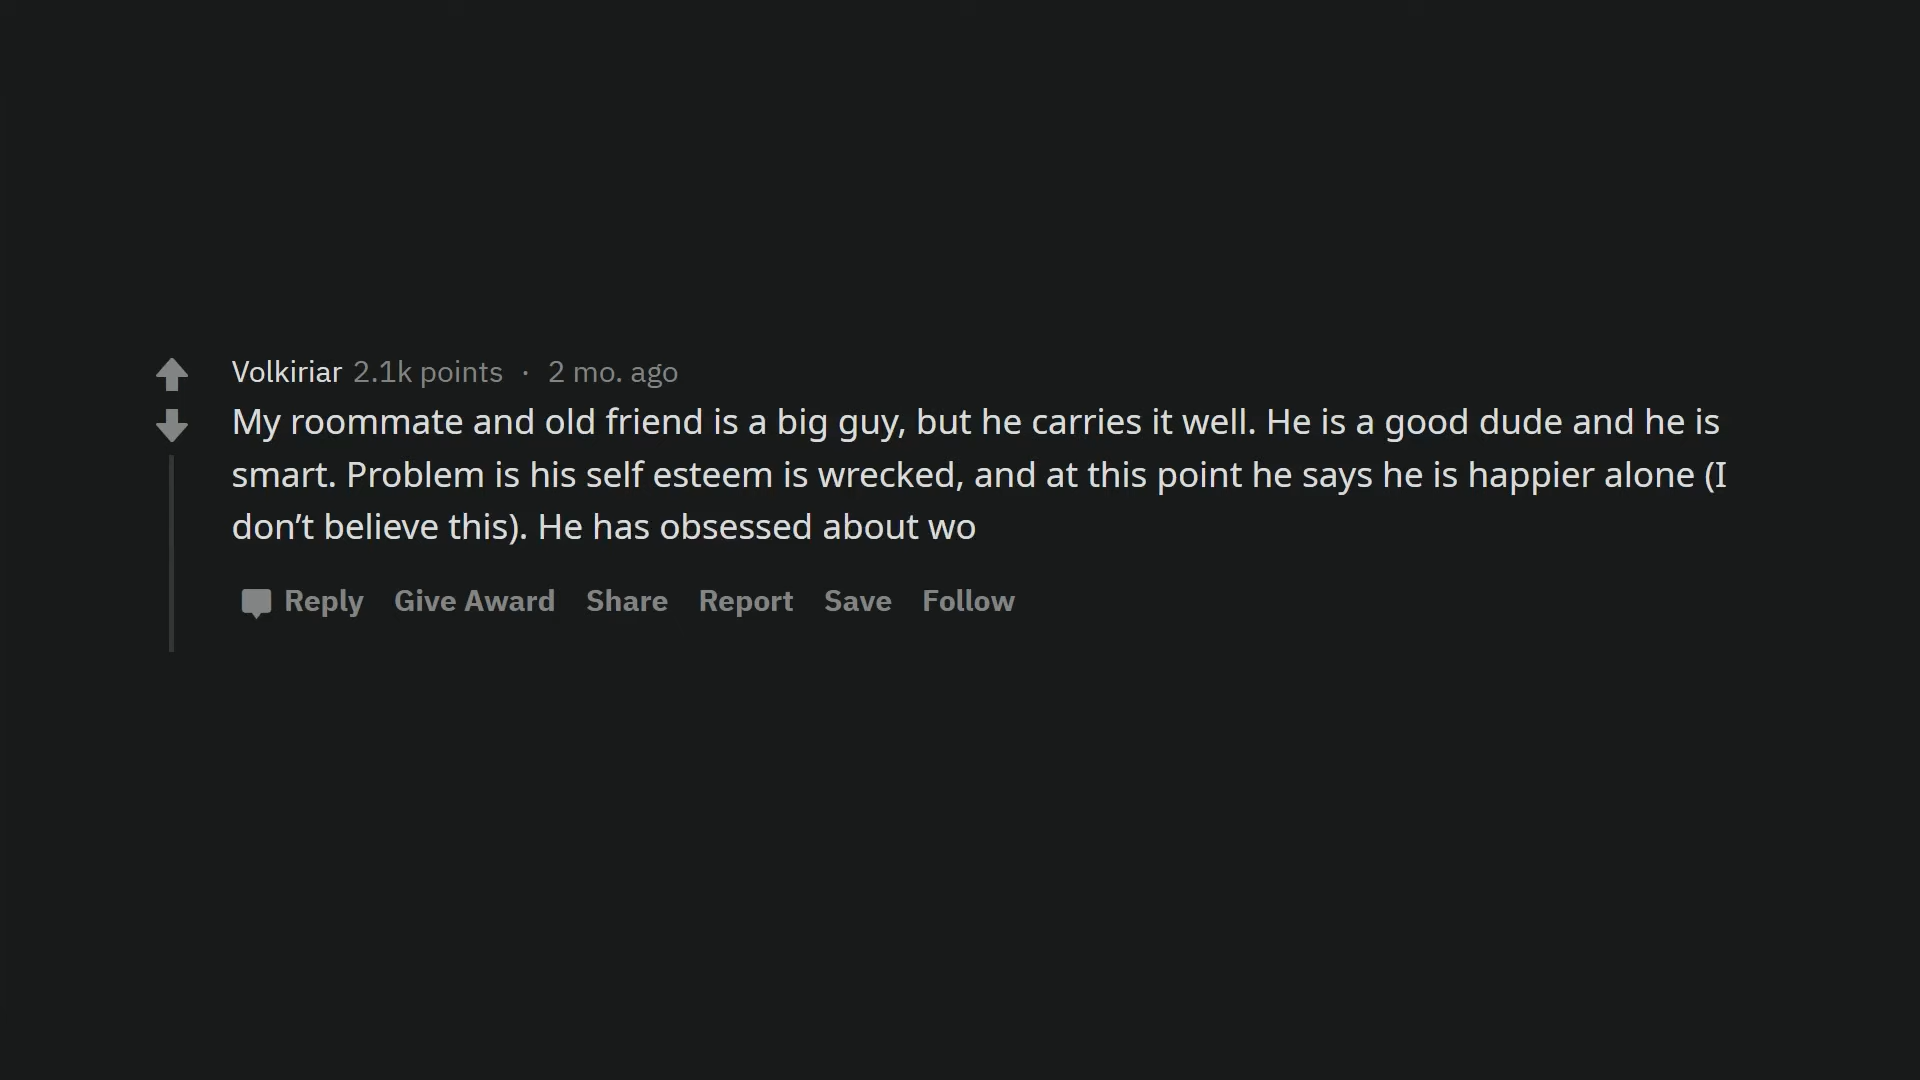 Volkiriar 2.1k points · 2 mo. ago
My roommate and old friend is a big guy, but he carries it well. He is a good dude and he is
smart. Problem is his self esteem is wrecked, and at this point he says he is happier alone (I
don’t believe this). He has obsessed about wo
Reply Give Award Share Report Save Follow